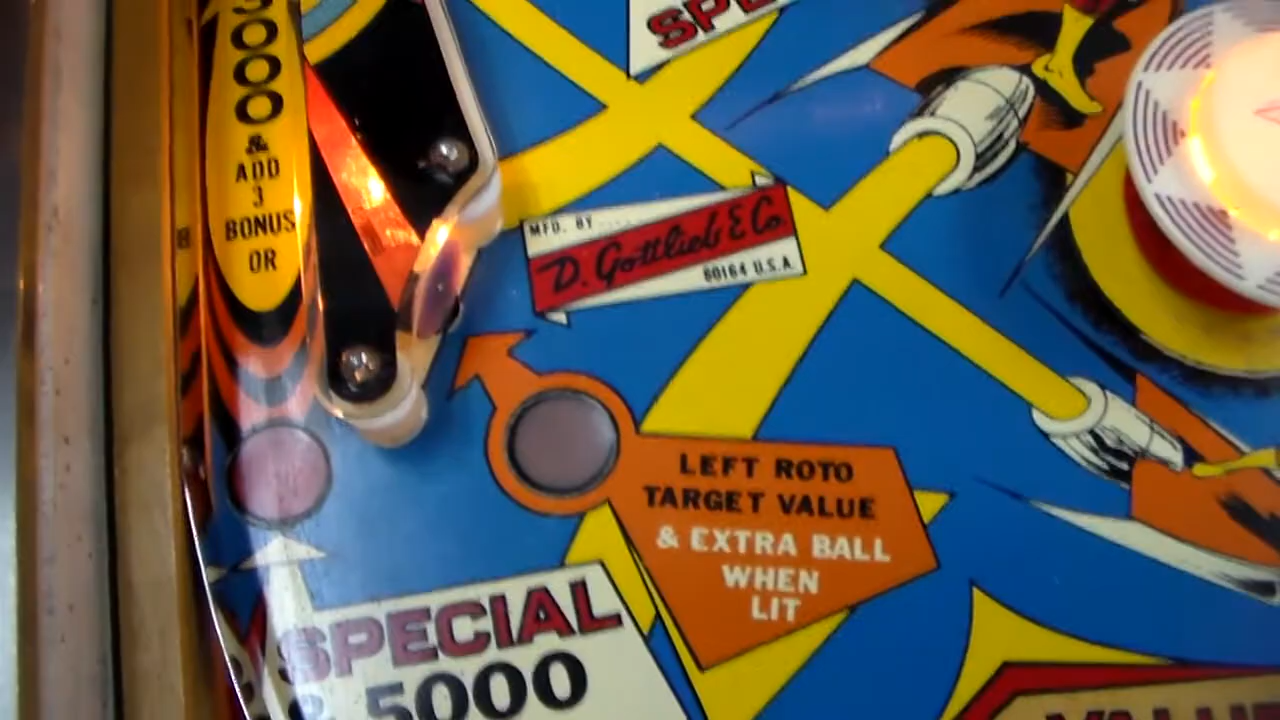 5000
&
ADD
3
BONUS
OR
MFD. BY
D. Gottlieb & Co.
60164 U.S.A.
LEFT ROTO
TARGET VALUE
& EXTRA BALL
WHEN
LIT
SPECIAL
& 5000
VALUE